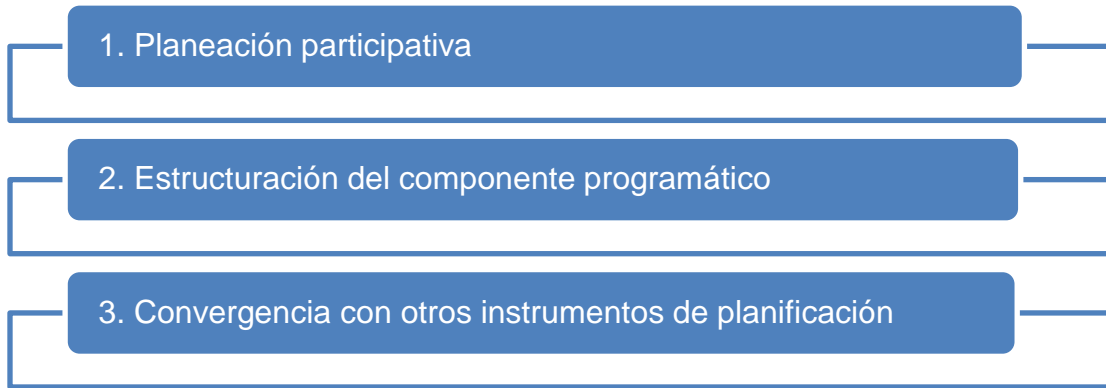 1. Planeación participativa
2. Estructuración del componente programático
3. Convergencia con otros instrumentos de planificación